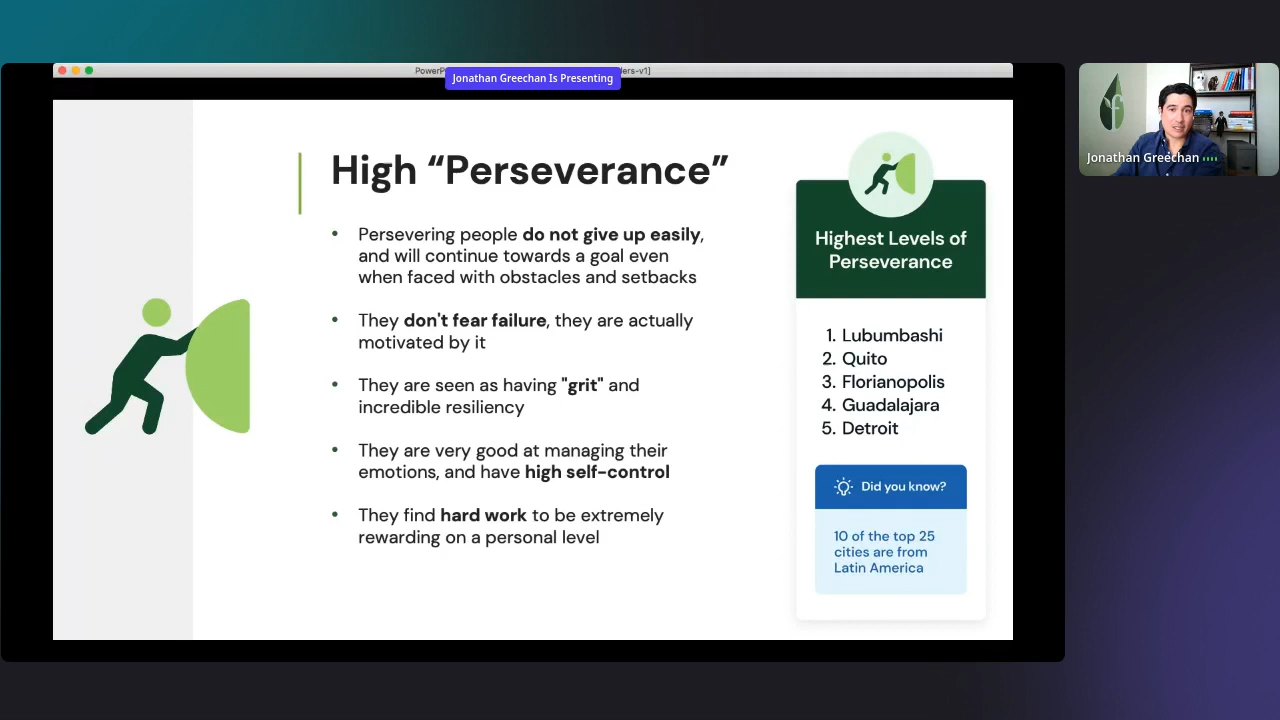 PowerP
ders-v1]
Jonathan Greechan Is Presenting
Jonathan Greechan
High “Perseverance”
• Persevering people do not give up easily,
and will continue towards a goal even
when faced with obstacles and setbacks
• They don't fear failure, they are actually
motivated by it
• They are seen as having "grit" and
incredible resiliency
• They are very good at managing their
emotions, and have high self-control
• They find hard work to be extremely
rewarding on a personal level
Highest Levels of
Perseverance
1. Lubumbashi
2. Quito
3. Florianopolis
4. Guadalajara
5. Detroit
Did you know?
10 of the top 25
cities are from
Latin America